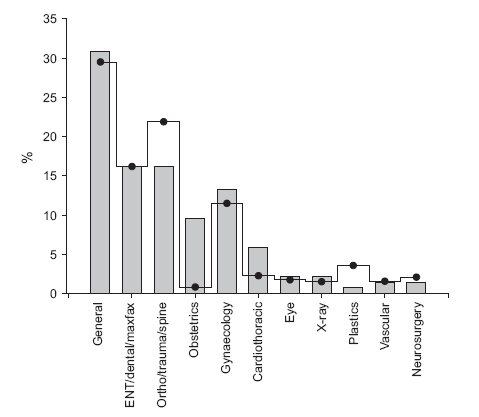 35
30
25
20
15
10
5
0
%
General
ENT/dental/maxfax
Ortho/trauma/spine
Obstetrics
Gynaecology
Cardiothoracic
Eye
X-ray
Plastics
Vascular
Neurosurgery